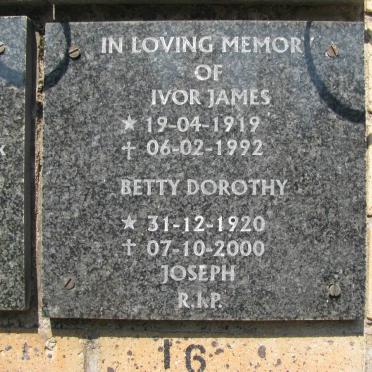 IN LOVING MEMORY
OF
IVOR JAMES
★ 19-04-1919
† 06-02-1992
BETTY DOROTHY
★ 31-12-1920
† 07-10-2000
JOSEPH
R.I.P.
16